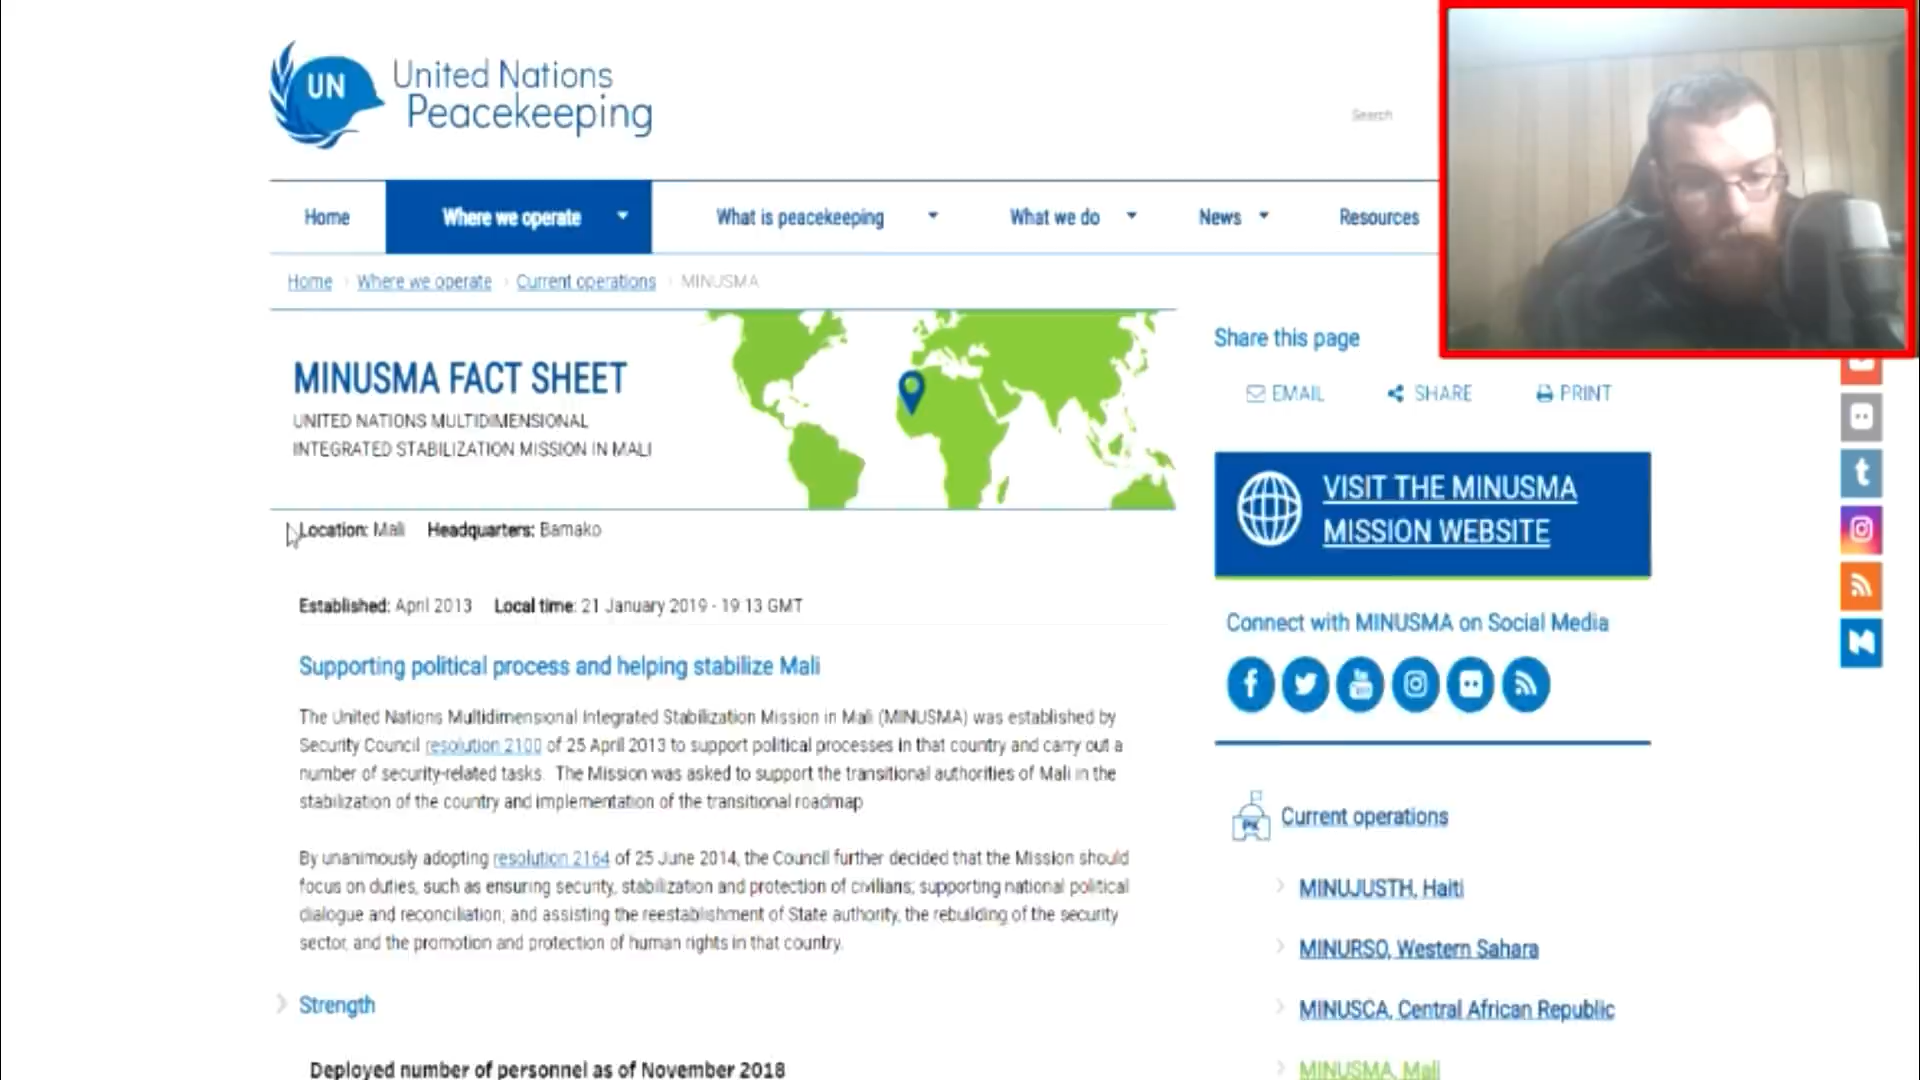 UN
United Nations
Peacekeeping
Search
Home
Where we operate
What is peacekeeping
What we do
News
Resources
Home
Where we operate
Current operations
MINUSMA
MINUSMA FACT SHEET
UNITED NATIONS MULTIDIMENSIONAL
INTEGRATED STABILIZATION MISSION IN MALI
Location: Mali Headquarters: Bamako
Established: April 2013 Local time: 21 January 2019 - 19:13 GMT
Supporting political process and helping stabilize Mali
The United Nations Multidimensional Integrated Stabilization Mission in Mali (MINUSMA) was established by
Security Council resolution 2100 of 25 April 2013 to support political processes in that country and carry out a
number of security-related tasks. The Mission was asked to support the transitional authorities of Mali in the
stabilization of the country and implementation of the transitional roadmap
By unanimously adopting resolution 2164 of 25 June 2014, the Council further decided that the Mission should
focus on duties, such as ensuring security, stabilization and protection of civilians; supporting national political
dialogue and reconciliation; and assisting the reestablishment of State authority, the rebuilding of the security
sector, and the promotion and protection of human rights in that country.
Strength
Deployed number of personnel as of November 2018
Share this page
EMAIL
SHARE
PRINT
VISIT THE MINUSMA
MISSION WEBSITE
Connect with MINUSMA on Social Media
PK
Current operations
MINUJUSTH, Haiti
MINURSO, Western Sahara
MINUSCA, Central African Republic
MINUSMA, Mali